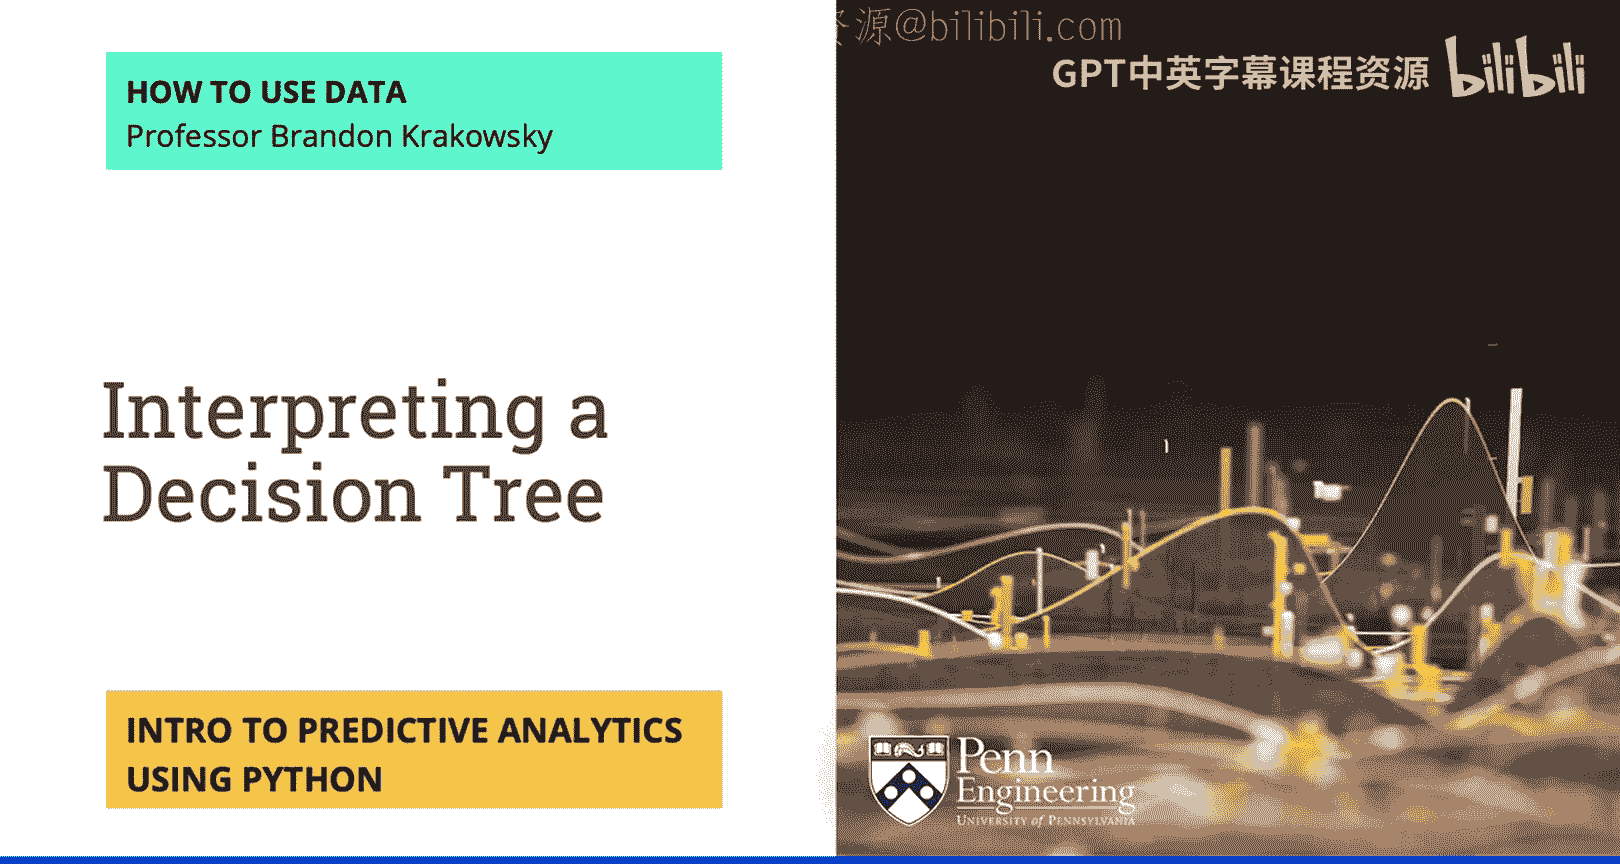 HOW TO USE DATA
Professor Brandon Krakowsky
Interpreting a
Decision Tree
INTRO TO PREDICTIVE ANALYTICS
USING PYTHON
源@bilibili.com
GPT中英字幕课程资源 bilibili
Penn
Engineering
UNIVERSITY of PENNSYLVANIA